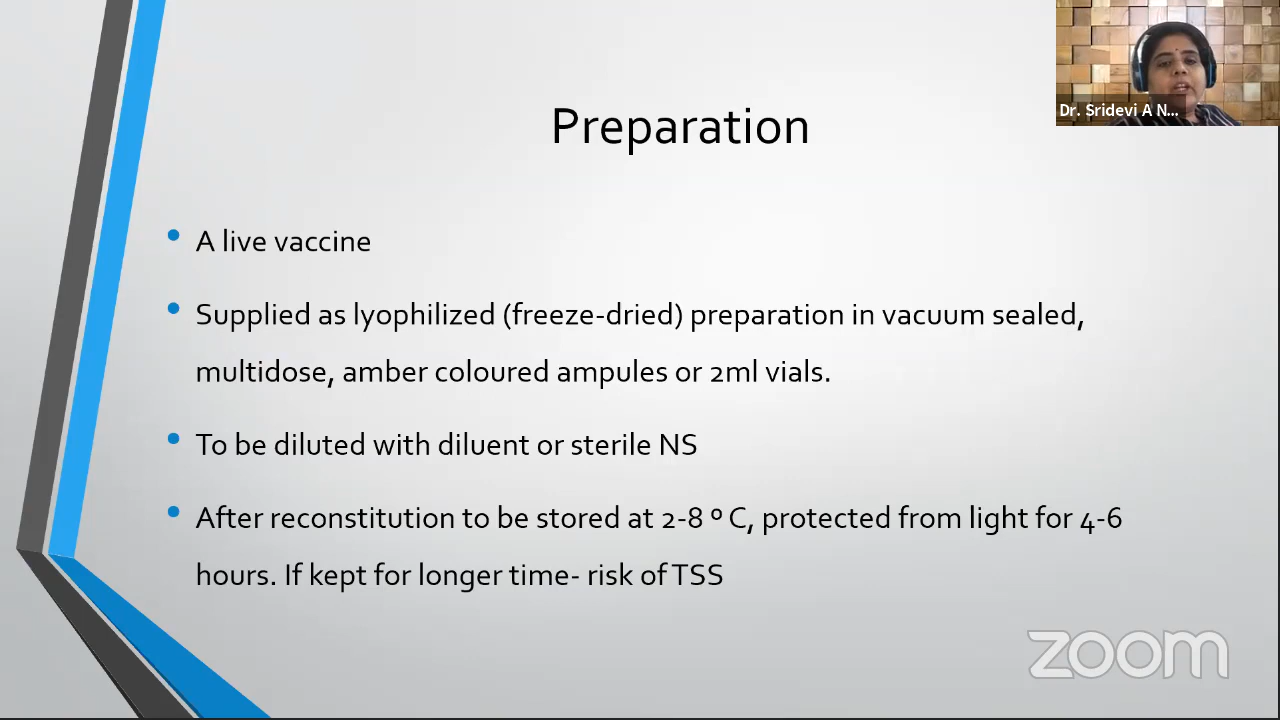 Preparation
Dr. Sridevi A N...
• A live vaccine
• Supplied as lyophilized (freeze-dried) preparation in vacuum sealed,
multidose, amber coloured ampules or 2ml vials.
• To be diluted with diluent or sterile NS
• After reconstitution to be stored at 2-8 º C, protected from light for 4-6
hours. If kept for longer time- risk of TSS
zoom